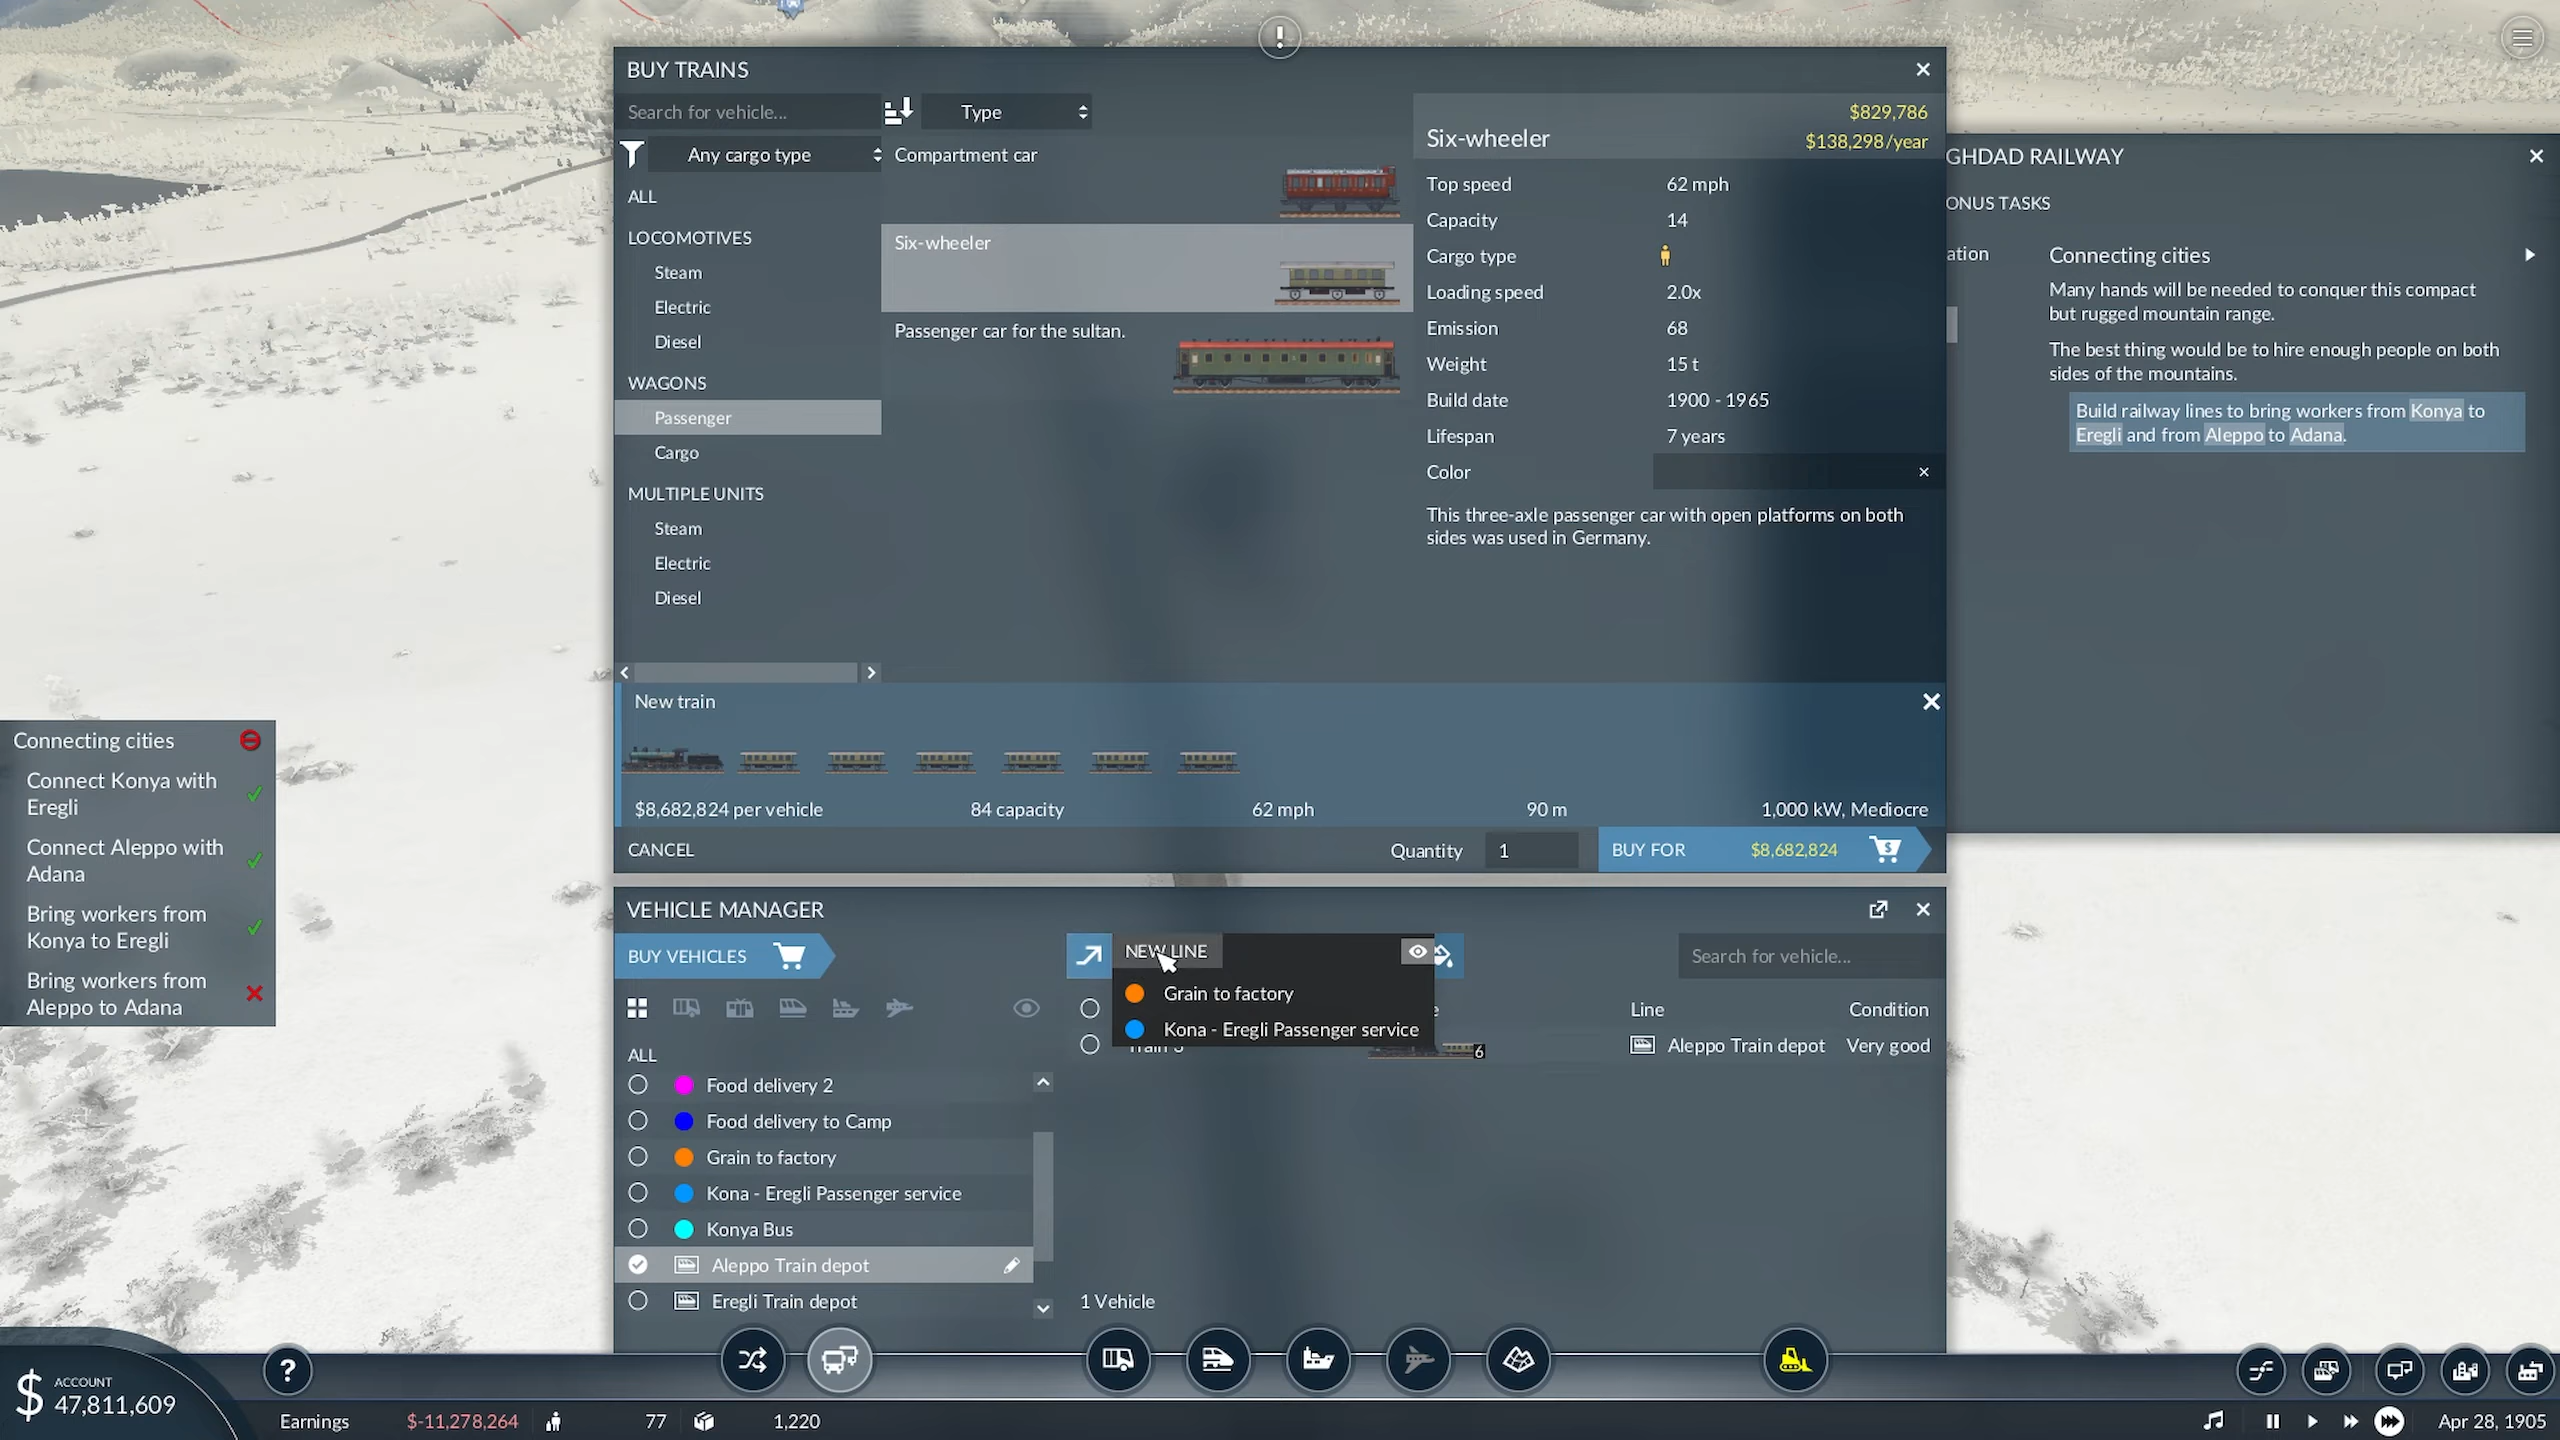 BUY TRAINS
Search for vehicle...
Type
Any cargo type
ALL
LOCOMOTIVES
Steam
Electric
Diesel
WAGONS
Passenger
Cargo
MULTIPLE UNITS
Steam
Electric
Diesel
Compartment car
Six-wheeler
Passenger car for the sultan.
Six-wheeler
$829,786
$138,298/year
Top speed 62 mph
Capacity 14
Cargo type
Loading speed 2.0x
Emission 68
Weight 15 t
Build date 1900 - 1965
Lifespan 7 years
Color
This three-axle passenger car with open platforms on both
sides was used in Germany.
New train
$8,682,824 per vehicle 84 capacity 62 mph 90 m 1,000 kW, Mediocre
CANCEL Quantity 1 BUY FOR $8,682,824
GHDAD RAILWAY
ONUS TASKS
ation
Connecting cities
Many hands will be needed to conquer this compact
but rugged mountain range.
The best thing would be to hire enough people on both
sides of the mountains.
Build railway lines to bring workers from Konya to
Eregli and from Aleppo to Adana.
Connecting cities
Connect Konya with
Eregli
Connect Aleppo with
Adana
Bring workers from
Konya to Eregli
Bring workers from
Aleppo to Adana
VEHICLE MANAGER
BUY VEHICLES
NEW LINE
Grain to factory
Kona - Eregli Passenger service
Search for vehicle...
Line Condition
6
Aleppo Train depot Very good
ALL
Food delivery 2
Food delivery to Camp
Grain to factory
Kona - Eregli Passenger service
Konya Bus
Aleppo Train depot
Eregli Train depot
1 Vehicle
?
$ ACCOUNT
47,811,609
Earnings $-11,278,264 77 1,220
Apr 28, 1905